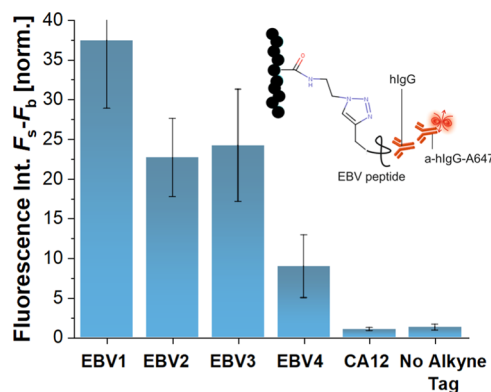 Fluorescence Int. Fs-Fb [norm.]
40
35
30
25
20
15
10
5
0
EBV1 EBV2 EBV3 EBV4 CA12 No Alkyne
Tag
O
N
H
N
N
N
hIgG
a-hIgG-A647
EBV peptide